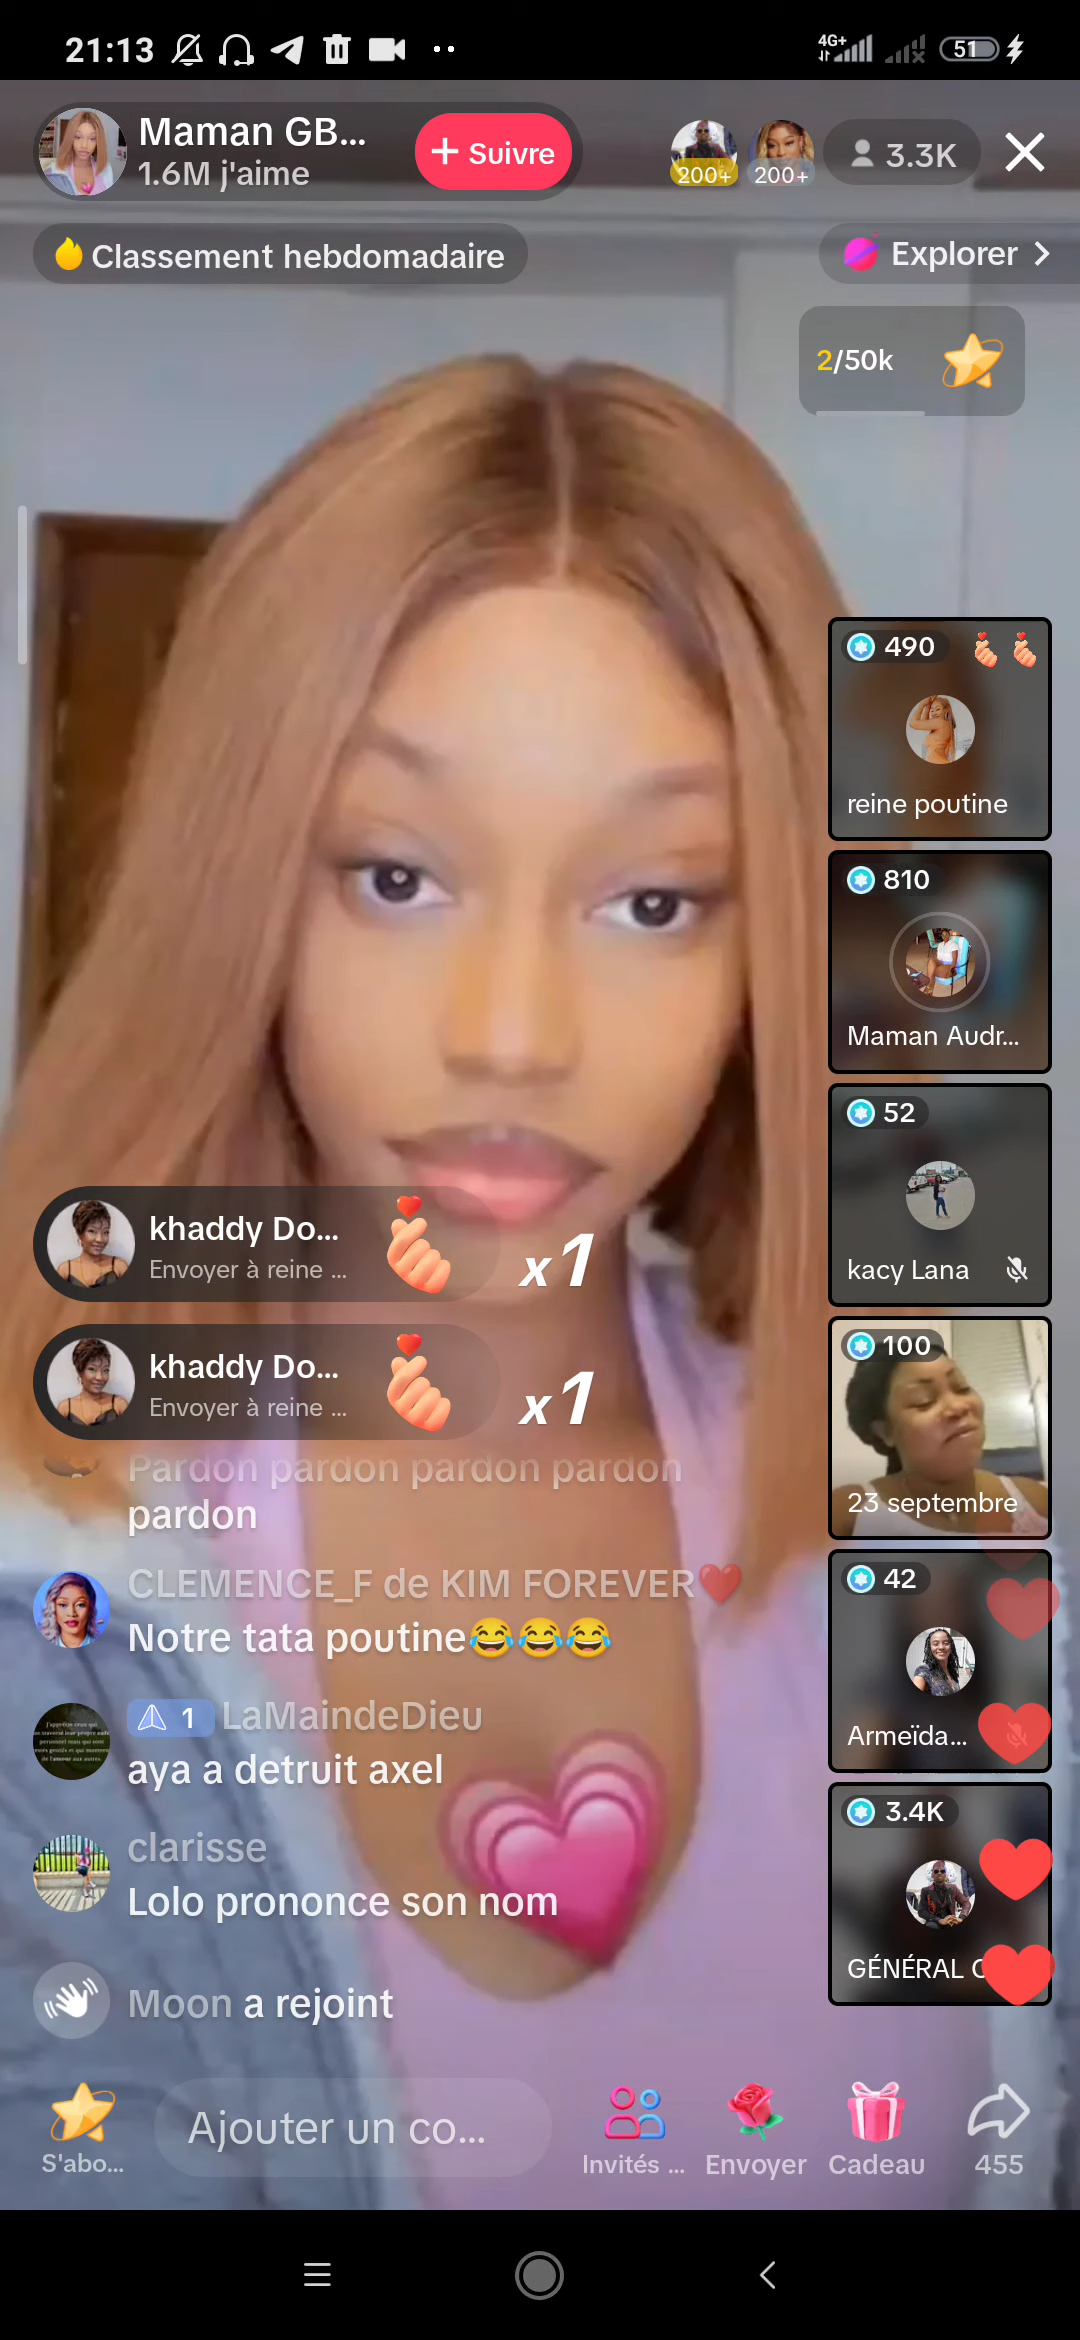 21:13
4G+
51
Maman GB...
1.6M j'aime
+ Suivre
200+
200+
3.3K
Classement hebdomadaire
Explorer
2/50k
490
reine poutine
810
Maman Audr...
52
kacy Lana
khaddy Do...
Envoyer à reine ...
x1
khaddy Do...
Envoyer à reine ...
x1
100
23 septembre
Pardon pardon pardon pardon
pardon
CLEMENCE_F de KIM FOREVER❤️
Notre tata poutine😂😂😂
42
Armeïda...
1 LaMaindeDieu
aya a detruit axel
3.4K
GÉNÉRAL
clarisse
Lolo prononce son nom
Moon a rejoint
S'abo...
Ajouter un co...
Invités ...
Envoyer
Cadeau
455